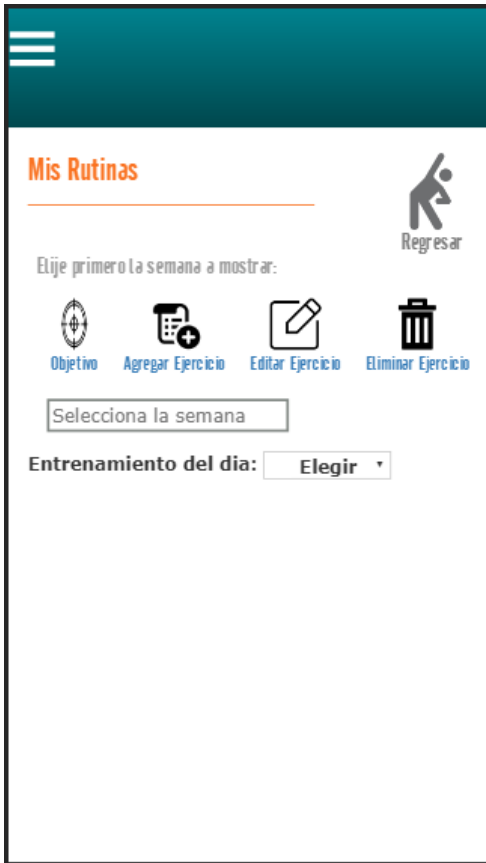 Mis Rutinas
Regresar
Elije primero la semana a mostrar:
Objetivo Agregar Ejercicio Editar Ejercicio Eliminar Ejercicio
Selecciona la semana
Entrenamiento del dia: Elegir